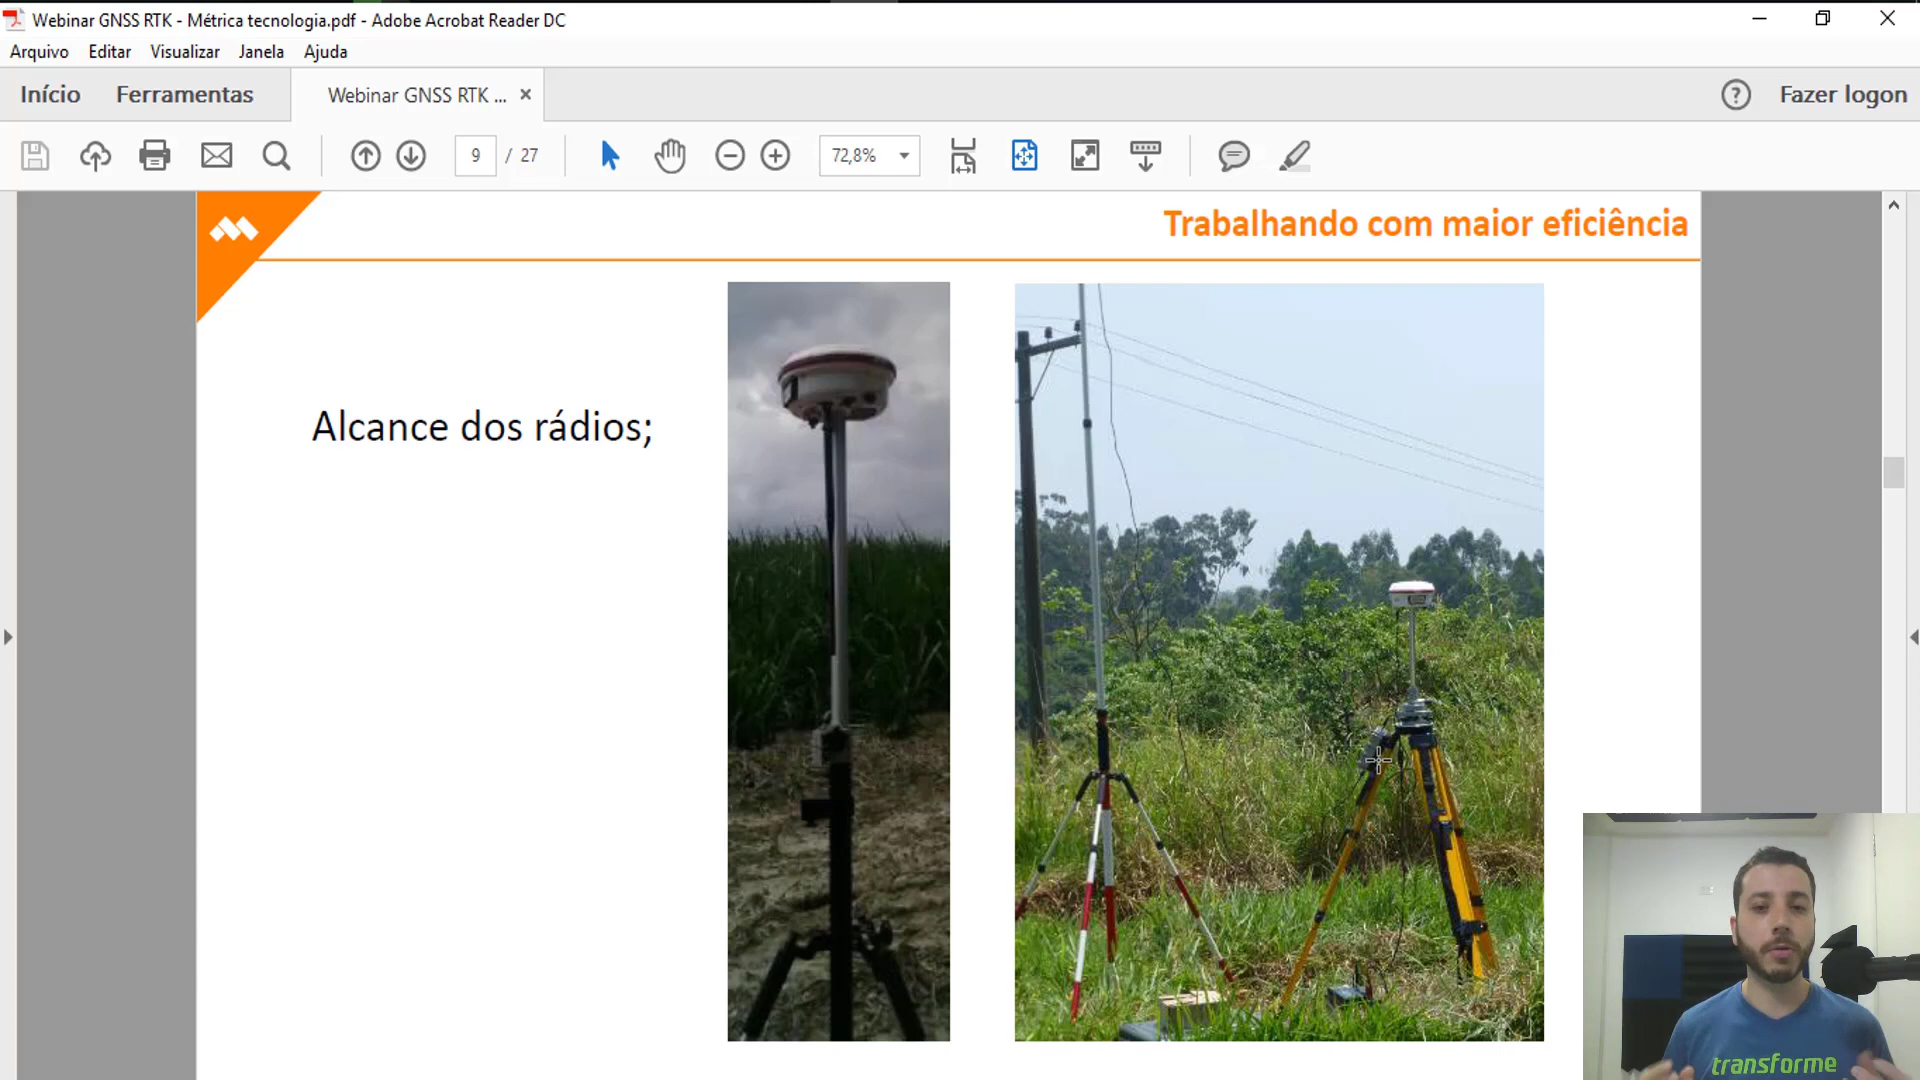 Webinar GNSS RTK - Métrica tecnologia.pdf - Adobe Acrobat Reader DC
Arquivo Editar Visualizar Janela Ajuda
Início Ferramentas Webinar GNSS RTK ... × ? Fazer logon
9 / 27 72,8%
Trabalhando com maior eficiência
Alcance dos rádios;
transforme